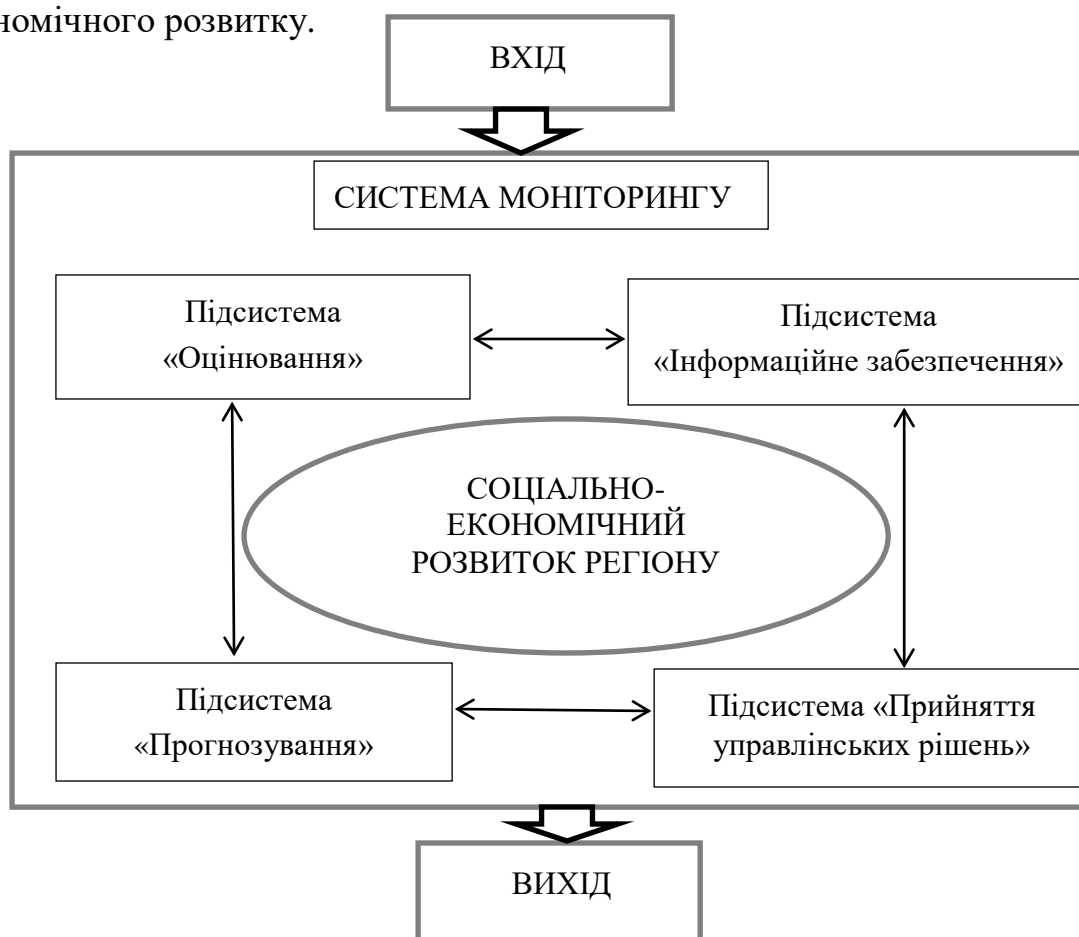 номічного розвитку.
ВХІД
СИСТЕМА МОНІТОРИНГУ
Підсистема
«Оцінювання»
Підсистема
«Інформаційне забезпечення»
СОЦІАЛЬНО-
ЕКОНОМІЧНИЙ
РОЗВИТОК РЕГІОНУ
Підсистема
«Прогнозування»
Підсистема «Прийняття
управлінських рішень»
ВИХІД